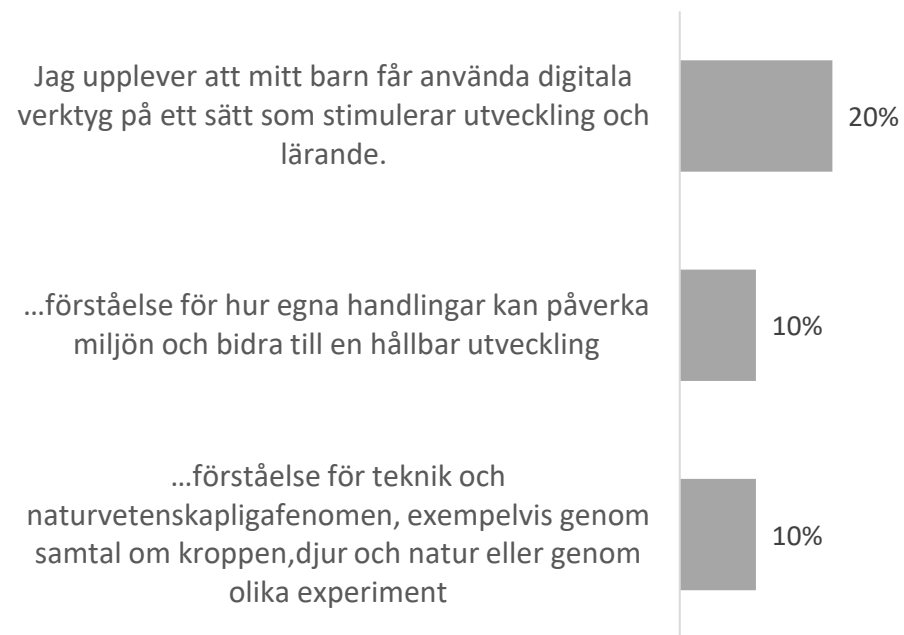 Jag upplever att mitt barn får använda digitala
verktyg på ett sätt som stimulerar utveckling och
lärande.
20%
...förståelse för hur egna handlingar kan påverka
miljön och bidra till en hållbar utveckling
10%
...förståelse för teknik och
naturvetenskapligafenomen, exempelvis genom
samtal om kroppen,djur och natur eller genom
olika experiment
10%